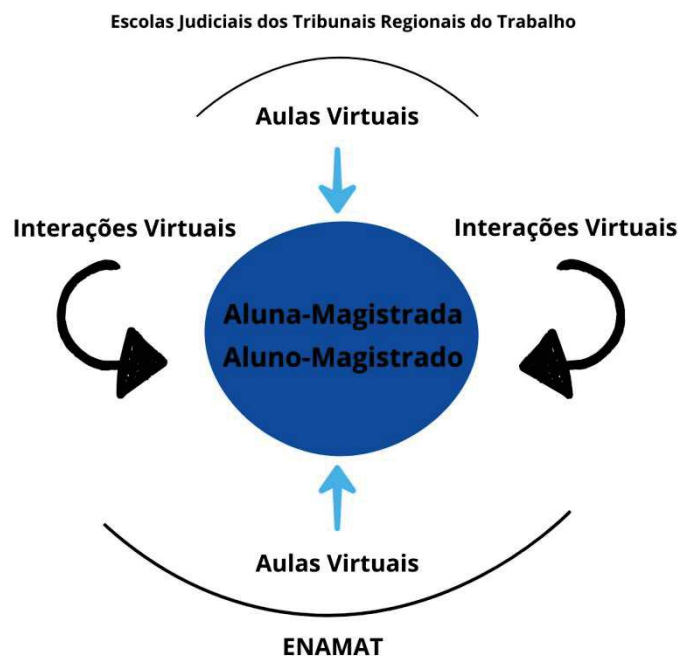 Escolas Judiciais dos Tribunais Regionais do Trabalho
Aulas Virtuais
Interações Virtuais
Interações Virtuais
Aluna-Magistrada
Aluno-Magistrado
Aulas Virtuais
ENAMAT